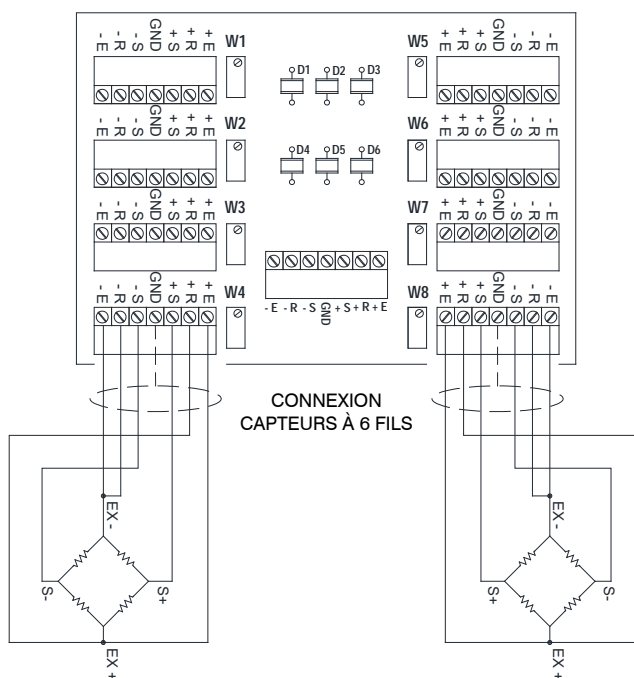 - E - R - S GND + S + R + E
W1
D1 D2 D3
W5
+ E + R + S GND - S - R - E
- E - R - S GND + S + R + E
W2
D4 D5 D6
W6
+ E + R + S GND - S - R - E
- E - R - S GND + S + R + E
W3
W7
+ E + R + S GND - S - R - E
- E - R - S GND + S + R + E
W4
- E - R - S GND + S + R + E
W8
+ E + R + S GND - S - R - E
CONNEXION
CAPTEURS À 6 FILS
EX -
S-
S+
EX +
EX -
S+
S-
EX +